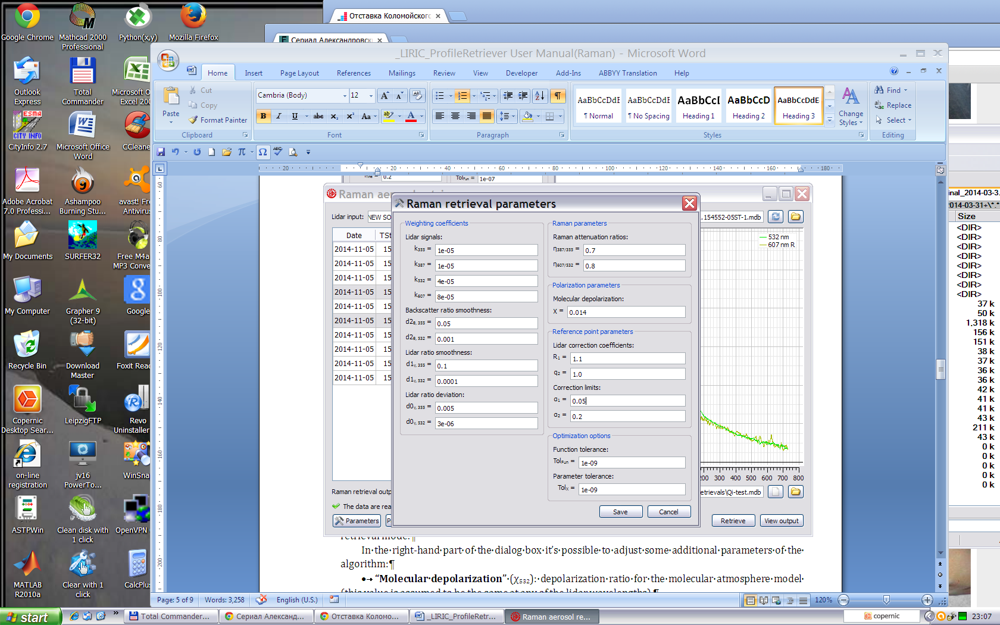 Отставка Коломойског
Сериал Александровск
_LIRIC_ProfileRetriever User Manual(Raman) - Microsoft Word
Home Insert Page Layout References Mailings Review View Developer Add-Ins ABBYY Translation Help
Paste
Cut
Copy
Format Painter
Clipboard
Cambria (Body) 12
Font
Paragraph
AaBbCcDdE AaBbCcDdE AaBbCcI AaBbCcD AaBbCcDdE
¶ Normal ¶ No Spacing Heading 1 Heading 2 Heading 3
Change Styles
Styles
Find
Replace
Select
Editing
Google Chrome
Mathcad 2000 Professional
Python(x,y)
Mozilla Firefox
Outlook Express
Total Commander
Microsoft O Excel 200
CityInfo 2.7
Microsoft Office Word
CCleane
Adobe Acrobat 7.0 Professi...
Ashampoo Burning Stu...
avast! Fr Antiviru
My Documents
SURFER32
Free M4a MP3 Conve
My Computer
Grapher 9 (32-bit)
Google
Recycle Bin
Download Master
Foxit Reac
Copernic Desktop Sear...
LeipzigFTP
Revo Uninstaller
on-line registration
jv16 PowerTo...
WinSna
ASTPWin
Clean disk with 1 click
OpenVPN
MATLAB R2010a
Clear with 1 click
CalcPlus
0.2 TolFun = 1e-07
Raman ae
Lidar input: NEW SO .154552-05ST-1.mdb
Date TSt
2014-11-05 15
2014-11-05 15
2014-11-05 15
2014-11-05 15
2014-11-05 15
2014-11-05 15
2014-11-05 15
2014-11-05 15
2014-11-05 15
2014-11-05 15
532 nm
607 nm R
200 300 400 500 600 700 800
Raman retrieval outp etrievals\Qi-test.mdb
The data are rea
Parameters
Retrieve View output
Raman retrieval parameters
Weighting coefficients
Lidar signals:
k355 = 1e-05
k387 = 1e-05
k532 = 4e-05
k607 = 8e-05
Backscatter ratio smoothness:
d2β, 355 = 0.05
d2β, 532 = 0.001
Lidar ratio smoothness:
d1γ, 355 = 0.1
d1γ, 532 = 0.0001
Lidar ratio deviation:
d0γ, 355 = 0.005
d0γ, 532 = 3e-06
Raman parameters
Raman attenuation ratios:
η387/355 = 0.7
η607/532 = 0.8
Polarization parameters
Molecular depolarization:
X = 0.014
Reference point parameters
Lidar correction coefficients:
R1 = 1.1
q2 = 1.0
Correction limits:
α1 = 0.05
α2 = 0.2
Optimization options
Function tolerance:
TolFun = 1e-09
Parameter tolerance:
TolX = 1e-09
Save Cancel
retrieval mode. ¶
In the right-hand part of the dialog box it's possible to adjust some additional parameters of the
algorithm: ¶
• “Molecular depolarization” (χ532): depolarization ratio for the molecular atmosphere model
(this value is assumed to be the same at any of the lidar wavelengths) ¶
Page: 5 of 9 Words: 3,258 English (U.S.) 120%
inal_2014-03-3.
2014-03-31+\*.*
Size
<DIR>
<DIR>
<DIR>
<DIR>
<DIR>
<DIR>
<DIR>
<DIR>
37 k
50 k
1.318 k
156 k
151 k
38 k
37 k
36 k
36 k
42 k
41 k
41 k
43 k
211 k
43 k
0 k
0 k
0 k
0 k
0 k
start
Total Commander...
Сериал Александ...
Отставка Коломо...
_LIRIC_ProfileRetr...
Raman aerosol re...
copernic
23:07